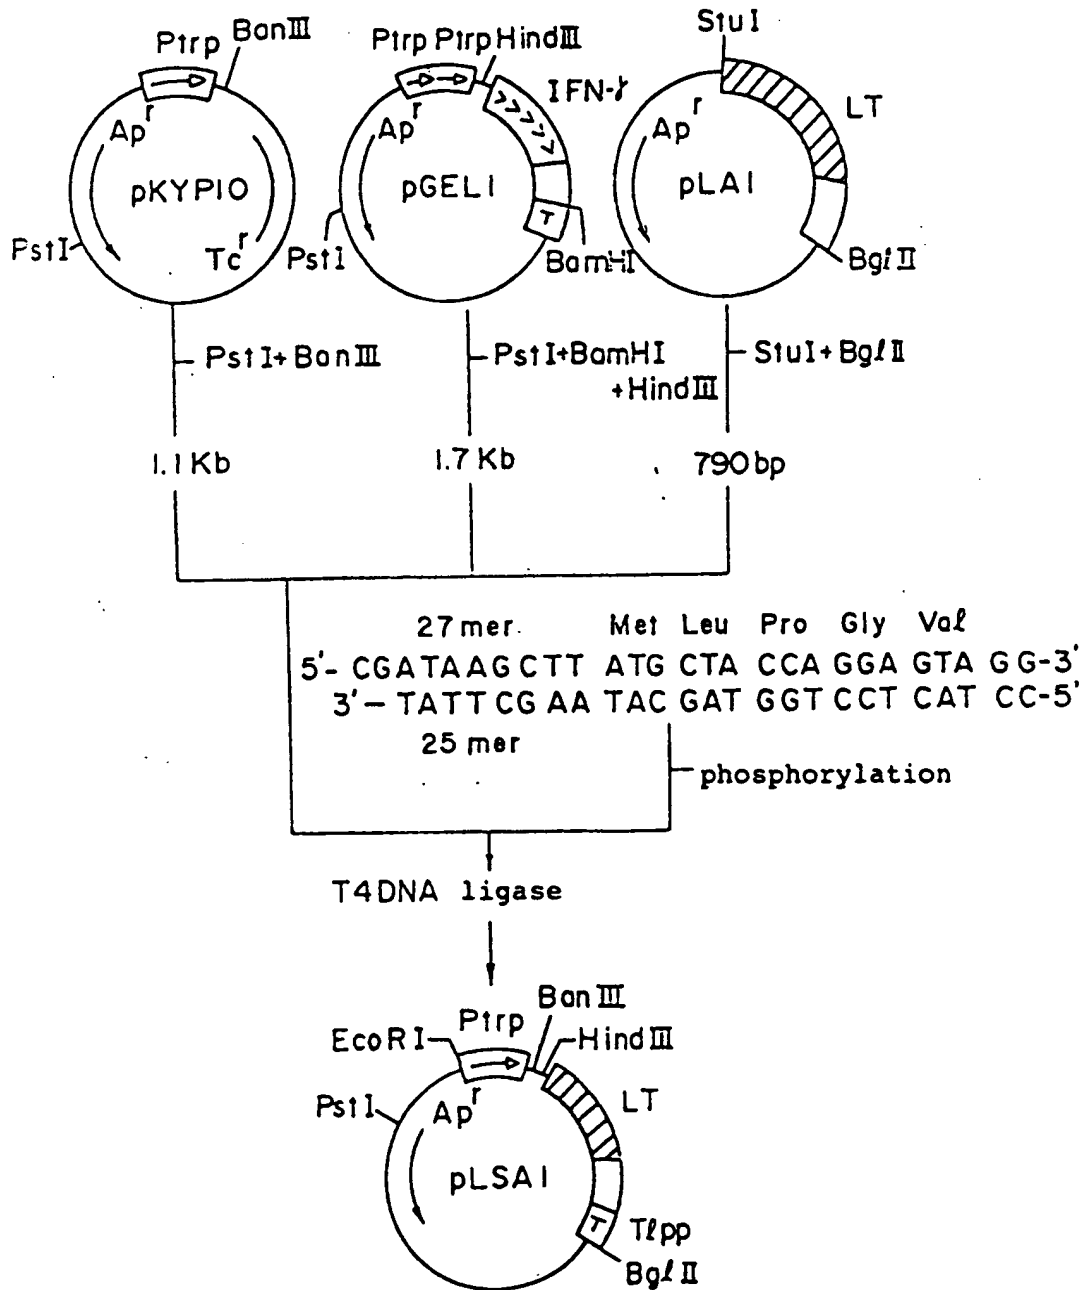 Ptrp BanIII
Ap^r
pKYP10
PstI
Tc^r
Ptrp Ptrp HindIII
IFN-γ
Ap^r
pGEL1
T
PstI
BamHI
StuI
LT
Ap^r
pLA1
BglII
PstI+BanIII
PstI+BamHI
+HindIII
StuI+BglII
1.1Kb
1.7Kb
790bp
27mer. Met Leu Pro Gly Val
5'- CGATAAGCTT ATG CTA CCA GGA GTA GG-3'
3'- TATTCGAA TAC GAT GGT CCT CAT CC-5'
25 mer
phosphorylation
T4DNA ligase
BanIII
Ptrp
EcoRI
HindIII
PstI
Ap^r
LT
pLSA1
T
Tlpp
BglII